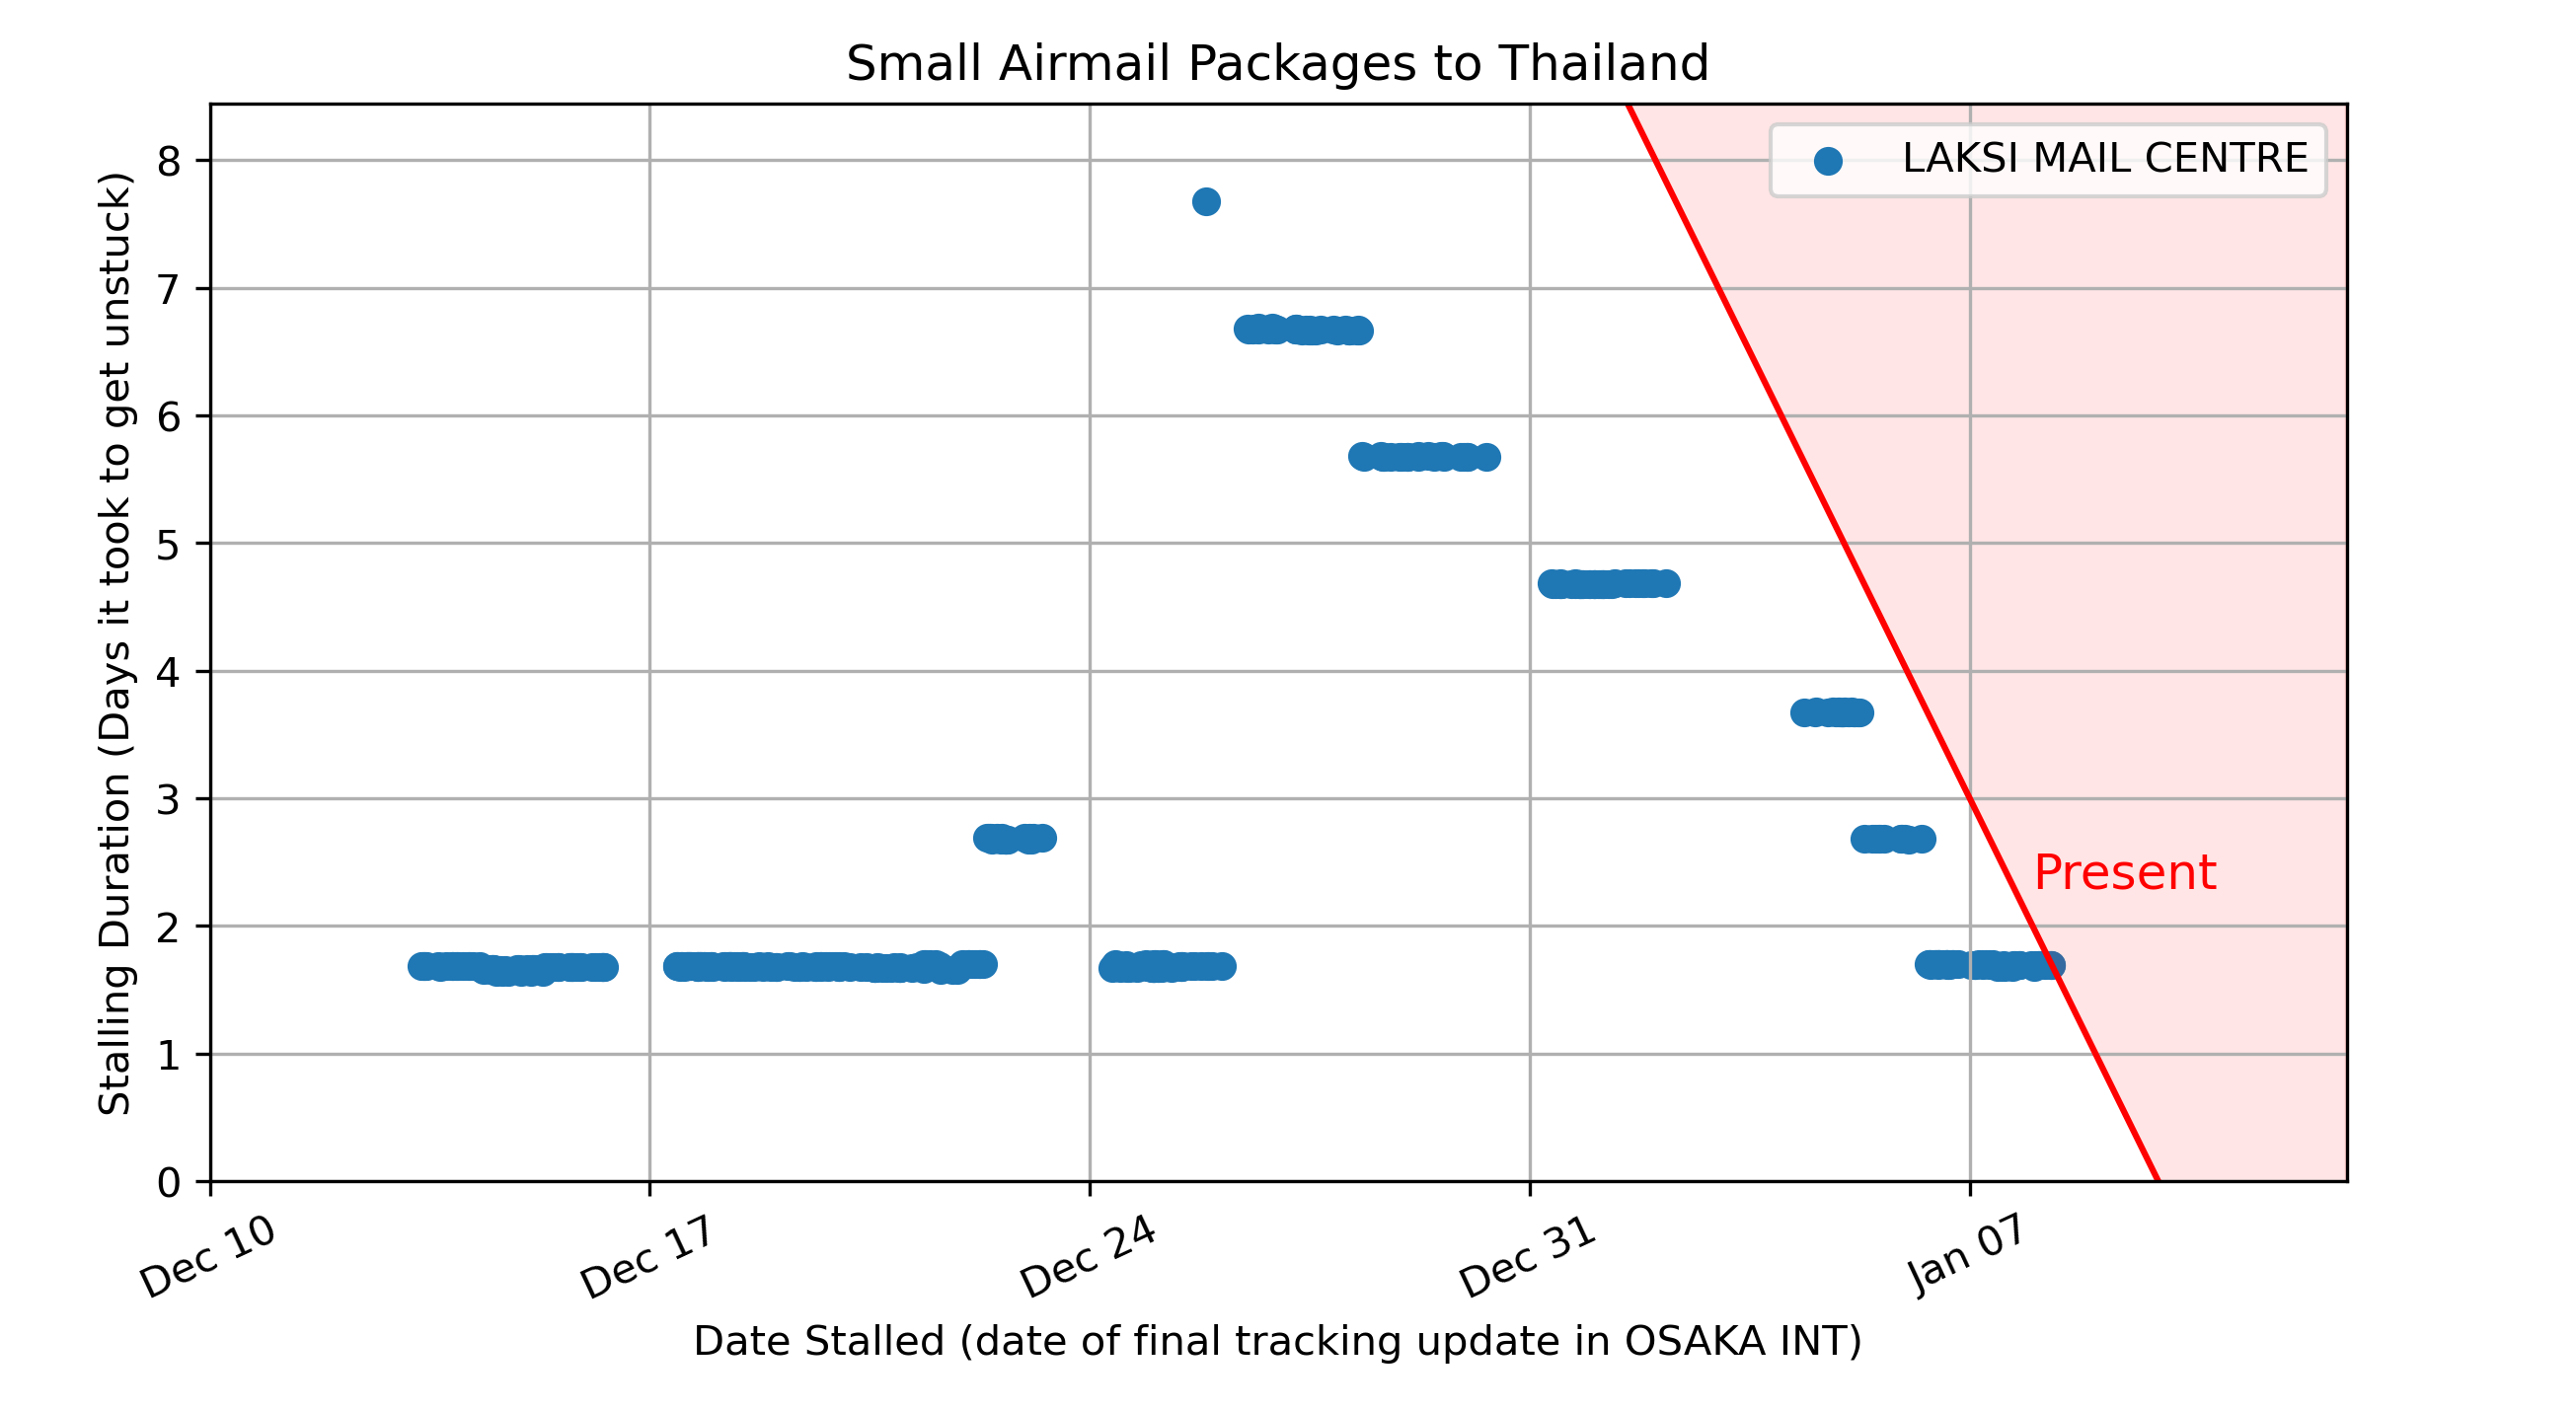 Small Airmail Packages to Thailand
LAKSI MAIL CENTRE
Stalling Duration (Days it took to get unstuck)
8
7
6
5
4
3
2
1
0
Present
Dec 10
Dec 17
Dec 24
Dec 31
Jan 07
Date Stalled (date of final tracking update in OSAKA INT)